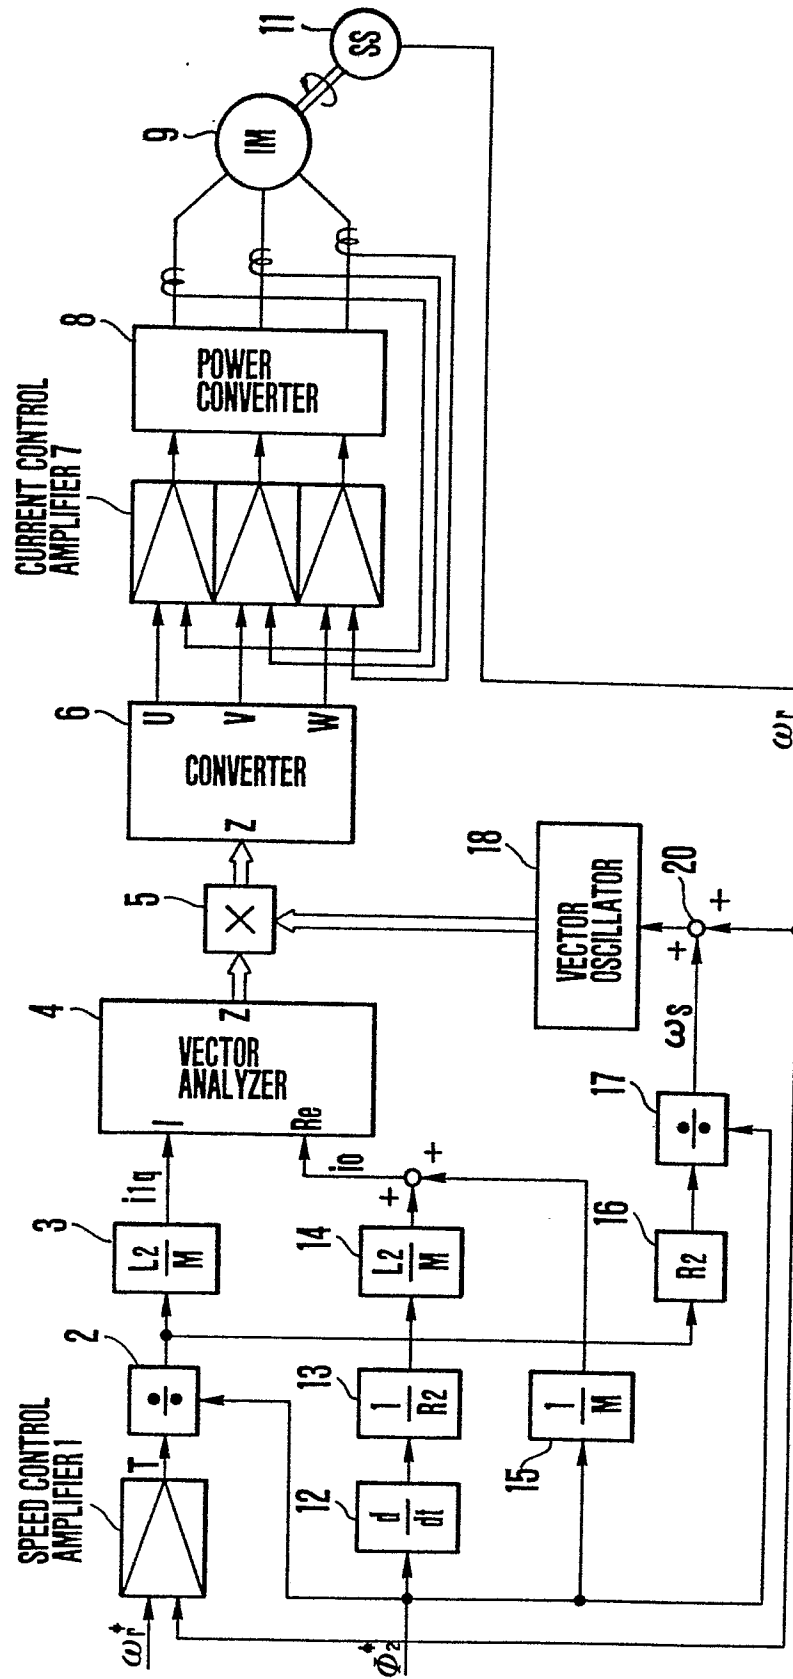 SPEED CONTROL
AMPLIFIER 1
ωr*
T
2
3
L2
M
i1q
4
I
VECTOR
ANALYZER
Re
Z
5
×
6
Z
CONVERTER
U
V
W
CURRENT CONTROL
AMPLIFIER 7
8
POWER
CONVERTER
9
IM
11
SS
Φ2*
12
d
dt
13
1
R2
14
L2
M
+
+
i0
15
1
M
16
R2
17
÷
ωs
+
+
20
18
VECTOR
OSCILLATOR
ωr
÷